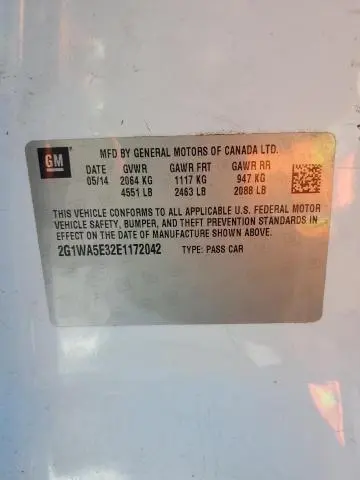 GM
MFD BY GENERAL MOTORS OF CANADA LTD.
DATE GVWR GAWR FRT GAWR RR
05/14 2064 KG 1117 KG 947 KG
4551 LB 2463 LB 2088 LB
THIS VEHICLE CONFORMS TO ALL APPLICABLE U.S. FEDERAL MOTOR
VEHICLE SAFETY, BUMPER, AND THEFT PREVENTION STANDARDS IN
EFFECT ON THE DATE OF MANUFACTURE SHOWN ABOVE.
2G1WA5E32E1172042 TYPE: PASS CAR